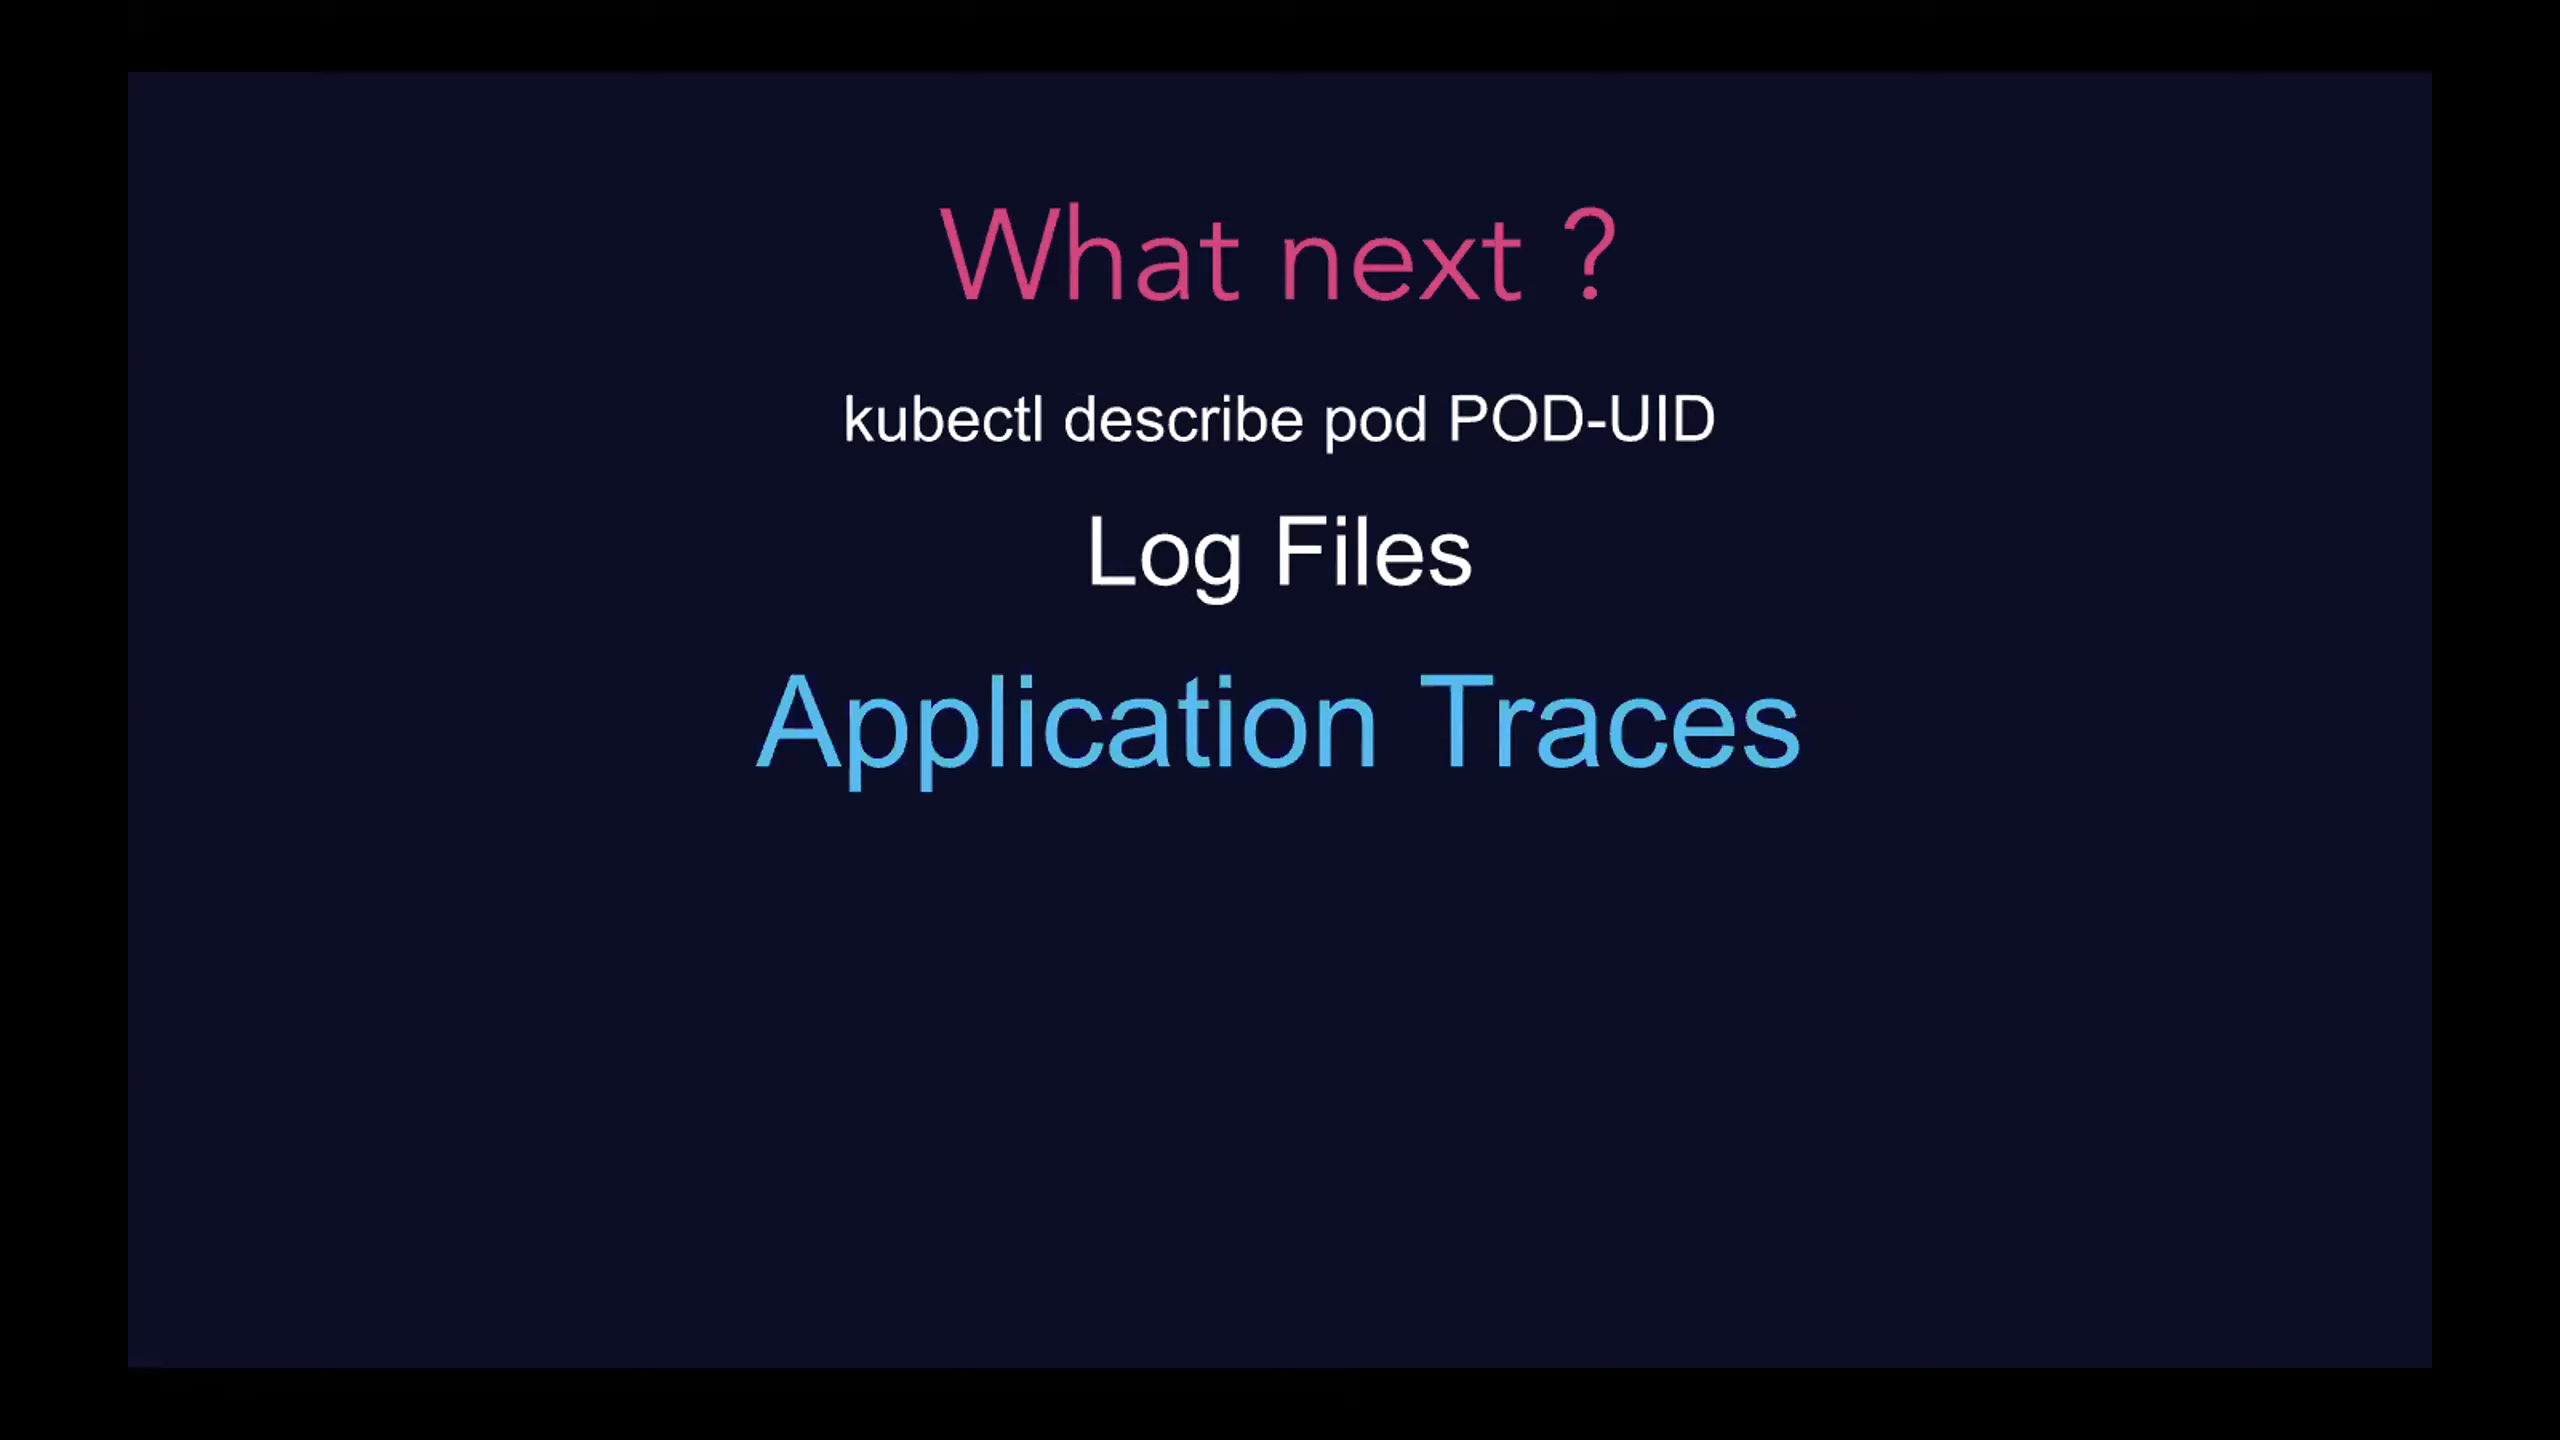 What next ?
kubectl describe pod POD-UID
Log Files
Application Traces